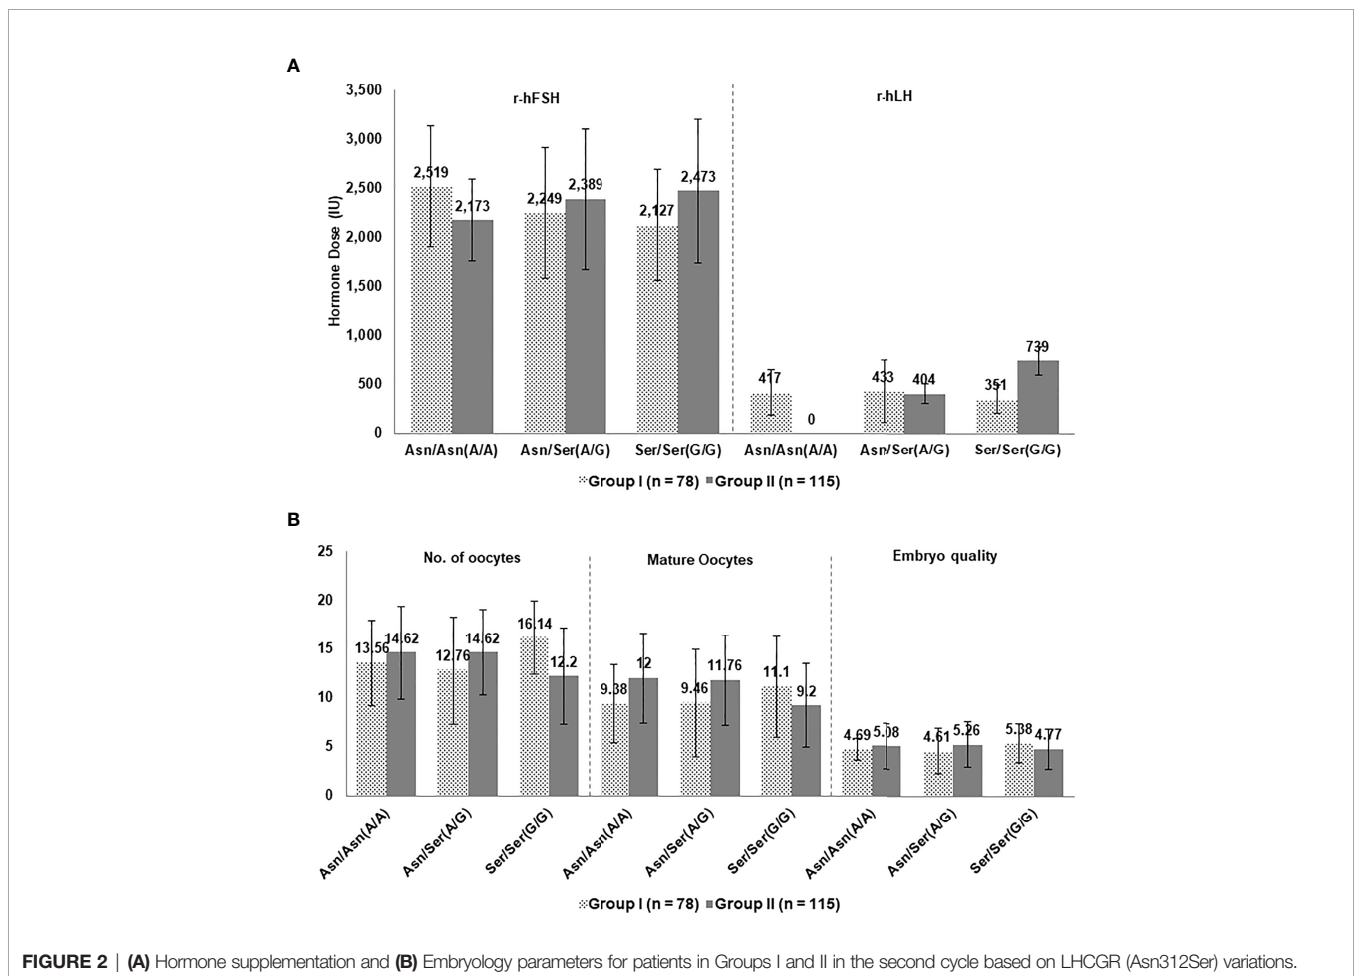 A
r-hFSH
r-hLH
Hormone Dose (IU)
3,500
3,000
2,500
2,000
1,500
1,000
500
0
2,519
2,173
2,249
2,389
2,127
2,473
417
0
433
404
351
739
Asn/Asn(A/A)
Asn/Ser(A/G)
Ser/Ser(G/G)
Asn/Asn(A/A)
Asn/Ser(A/G)
Ser/Ser(G/G)
Group I (n = 78)
Group II (n = 115)
B
No. of oocytes
Mature Oocytes
Embryo quality
25
20
15
10
5
0
13.56
14.62
12.76
14.62
16.14
12.2
9.38
12
9.46
11.76
11.1
9.2
4.69
5.08
4.61
5.26
5.38
4.77
Asn/Asn(A/A)
Asn/Ser(A/G)
Ser/Ser(G/G)
Asn/Asn(A/A)
Asn/Ser(A/G)
Ser/Ser(G/G)
Asn/Asn(A/A)
Asn/Ser(A/G)
Ser/Ser(G/G)
Group I (n = 78)
Group II (n = 115)
FIGURE 2 | (A) Hormone supplementation and (B) Embryology parameters for patients in Groups I and II in the second cycle based on LHCGR (Asn312Ser) variations.